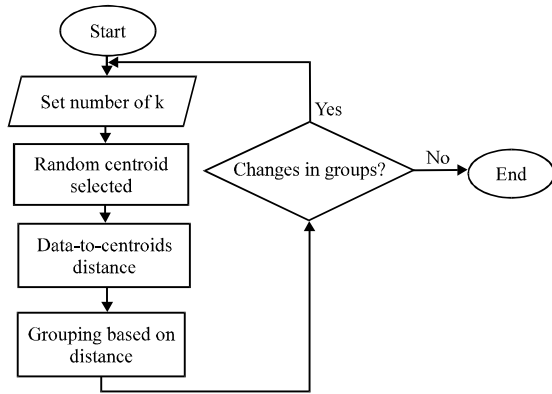 Start
Set number of k
Random centroid
selected
Data-to-centroids
distance
Grouping based on
distance
Yes
Changes in groups?
No
End